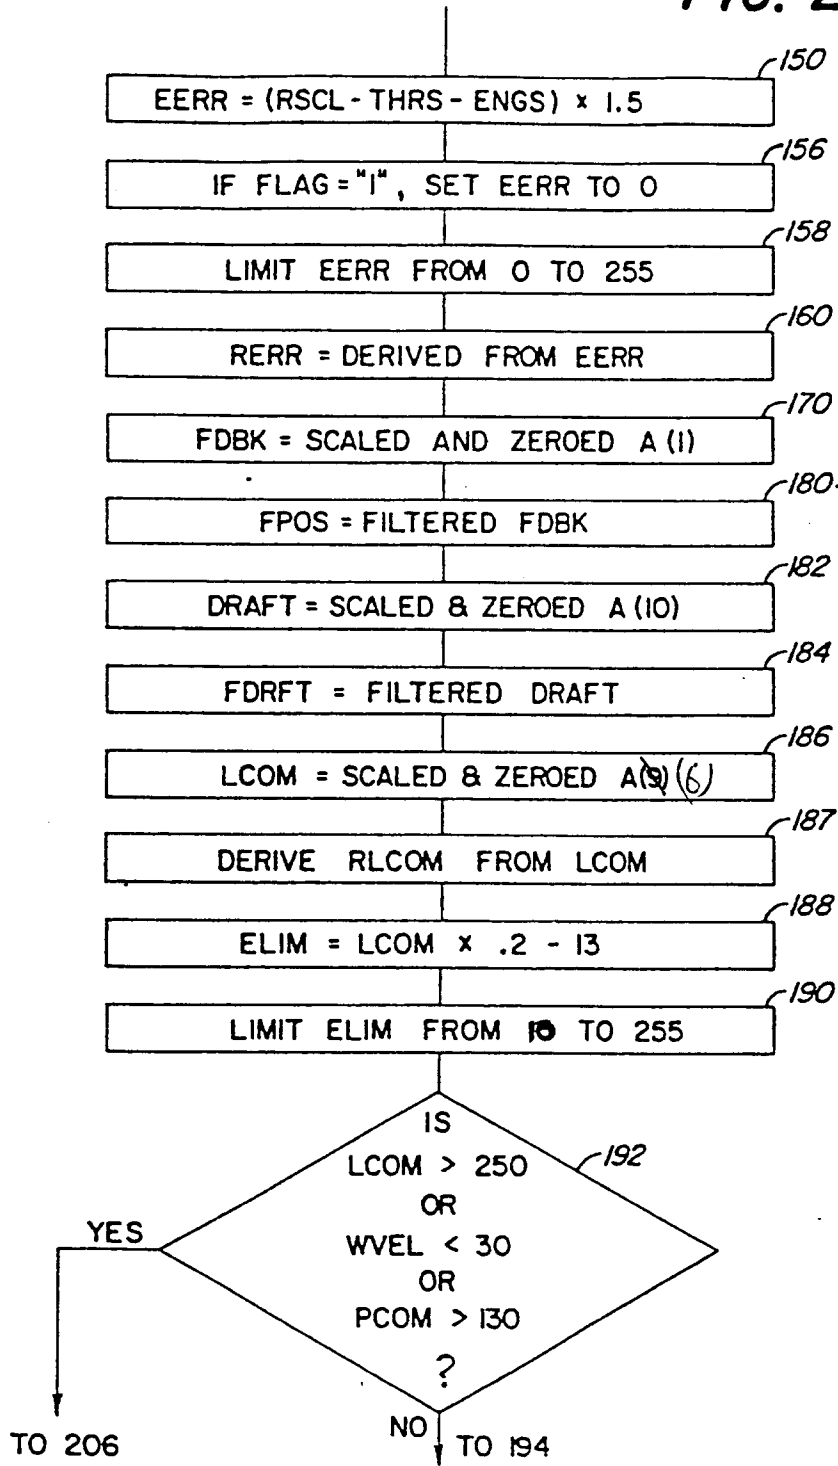 FIG. 2
150
EERR = (RSCL - THRS - ENGS) × 1.5
156
IF FLAG = "1", SET EERR TO 0
158
LIMIT EERR FROM 0 TO 255
160
RERR = DERIVED FROM EERR
170
FDBK = SCALED AND ZEROED A (1)
180
FPOS = FILTERED FDBK
182
DRAFT = SCALED & ZEROED A (10)
184
FDRFT = FILTERED DRAFT
186
LCOM = SCALED & ZEROED A(9) (6)
187
DERIVE RLCOM FROM LCOM
188
ELIM = LCOM × .2 - 13
190
LIMIT ELIM FROM TO 255
IS
192
LCOM > 250
OR
YES
WVEL < 30
OR
PCOM > 130
?
NO
TO 206
TO 194